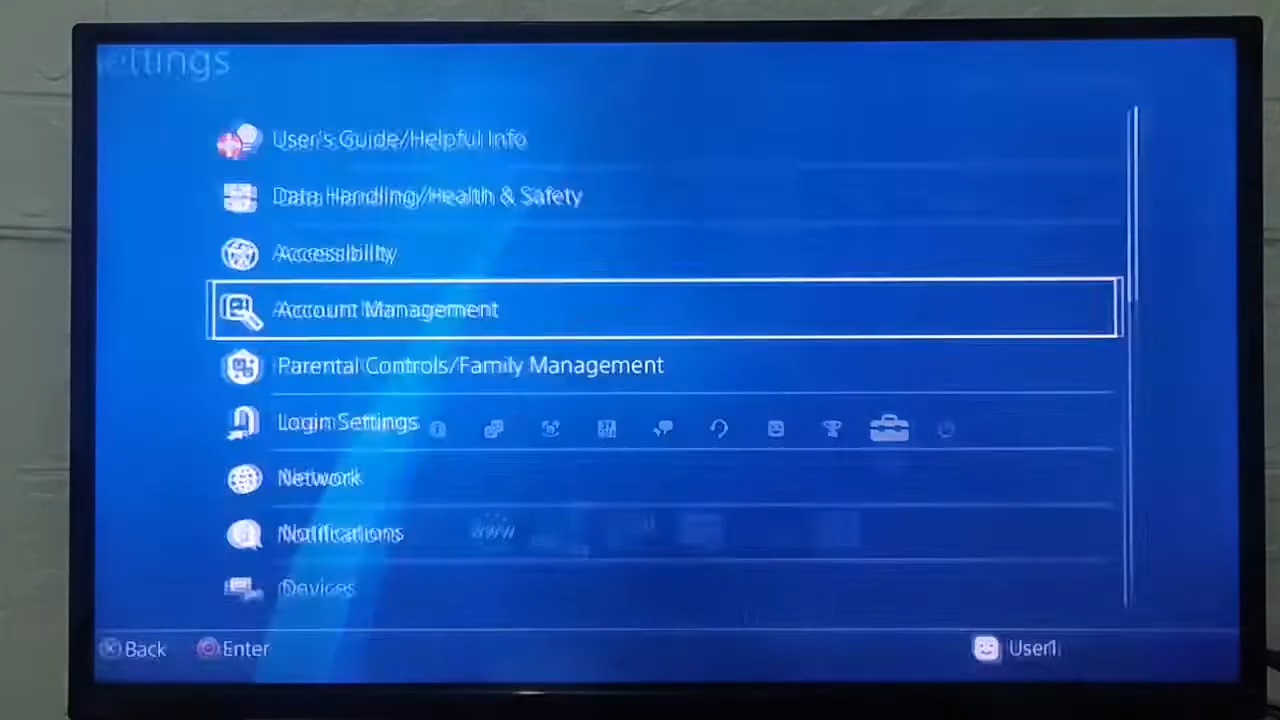 ettings
User's Guide/Helpful Info
Data Handling/Health & Safety
Accessibility
Account Management
Parental Controls/Family Management
Login Settings
Network
www
Notifications
Devices
Back
Enter
User1